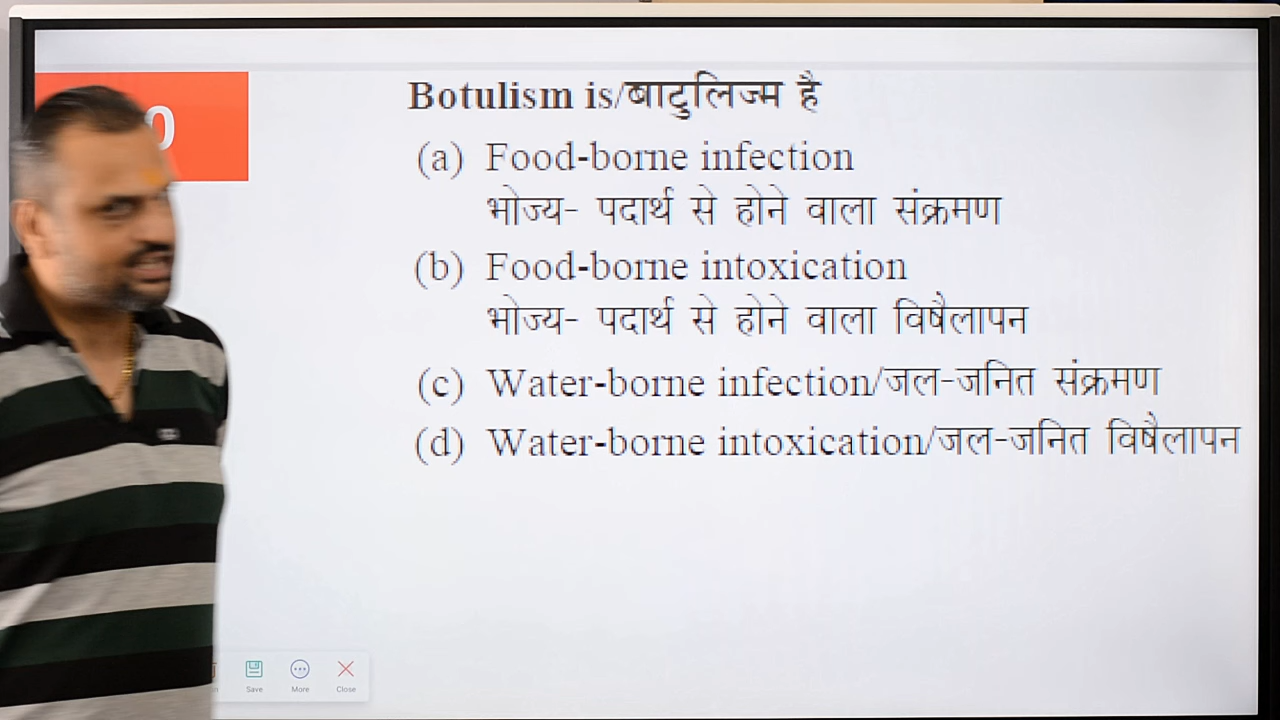 Botulism is/बाटुलिज्म है
(a) Food-borne infection
भोज्य- पदार्थ से होने वाला संक्रमण
(b) Food-borne intoxication
भोज्य- पदार्थ से होने वाला विषैलापन
(c) Water-borne infection/जल-जनित संक्रमण
(d) Water-borne intoxication/जल-जनित विषैलापन
Save More Close